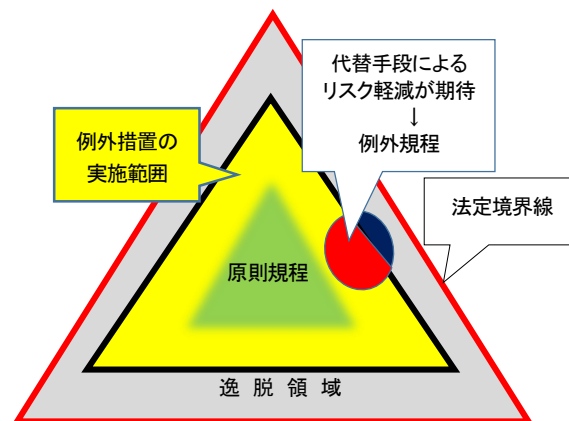 代替手段による
リスク軽減が期待
↓
例外規程
例外措置の
実施範囲
法定境界線
原則規程
逸脱領域